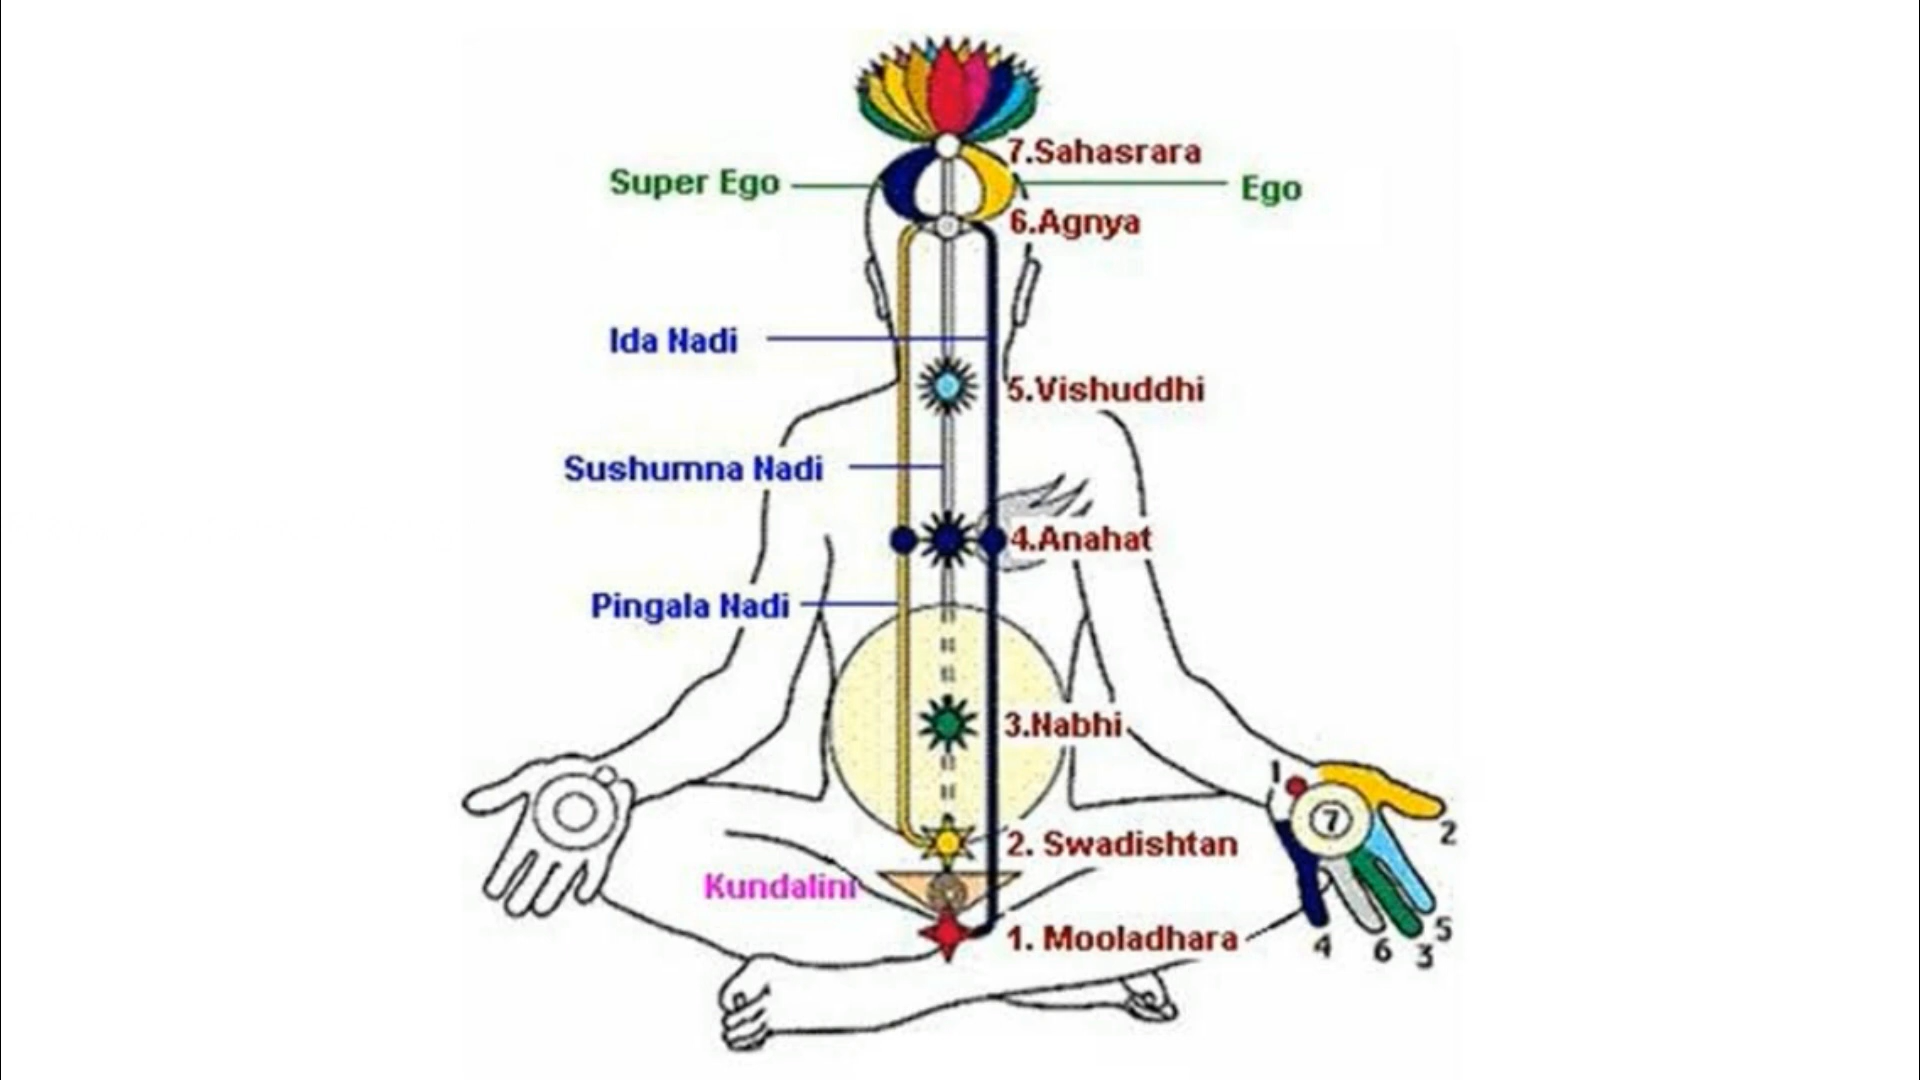 7.Sahasrara
Super Ego
Ego
6.Agnya
Ida Nadi
5.Vishuddhi
Sushumna Nadi
4.Anahat
Pingala Nadi
3.Nabhi
1
7
2
2. Swadishtan
Kundalini
1. Mooladhara
4
6
3
5